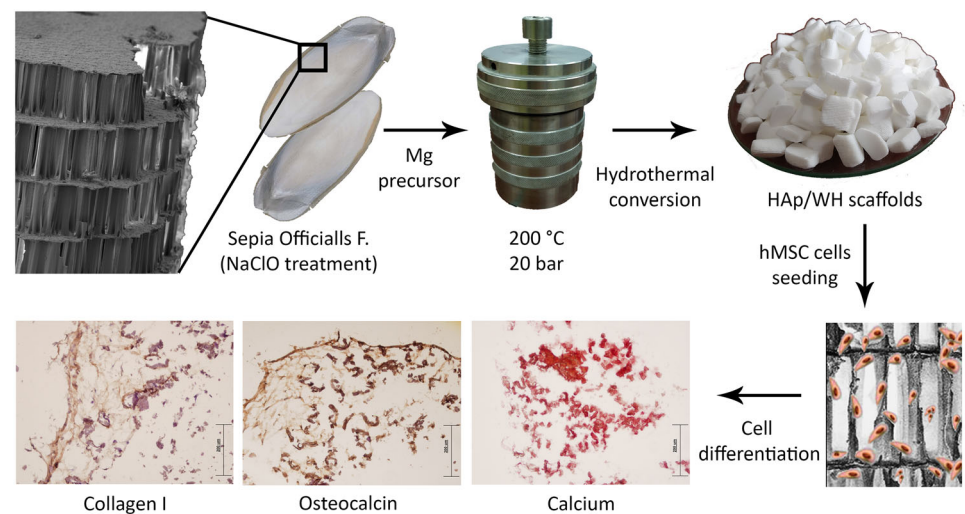 Mg
precursor
Hydrothermal
conversion
HAp/WH scaffolds
Sepia Officialls F.
(NaClO treatment)
200 °C
20 bar
hMSC cells
seeding
Cell
differentiation
Collagen I
Osteocalcin
Calcium